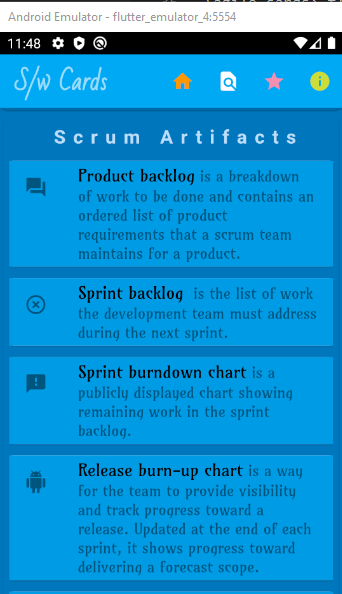 Android Emulator - flutter_emulator_4:5554
11:48
S/w Cards
Scrum Artifacts
Product backlog is a breakdown
of work to be done and contains an
ordered list of product
requirements that a scrum team
maintains for a product.
Sprint backlog is the list of work
the development team must address
during the next sprint.
Sprint burndown chart is a
publicly displayed chart showing
remaining work in the sprint
backlog.
Release burn-up chart is a way
for the team to provide visibility
and track progress toward a
release. Updated at the end of each
sprint, it shows progress toward
delivering a forecast scope.